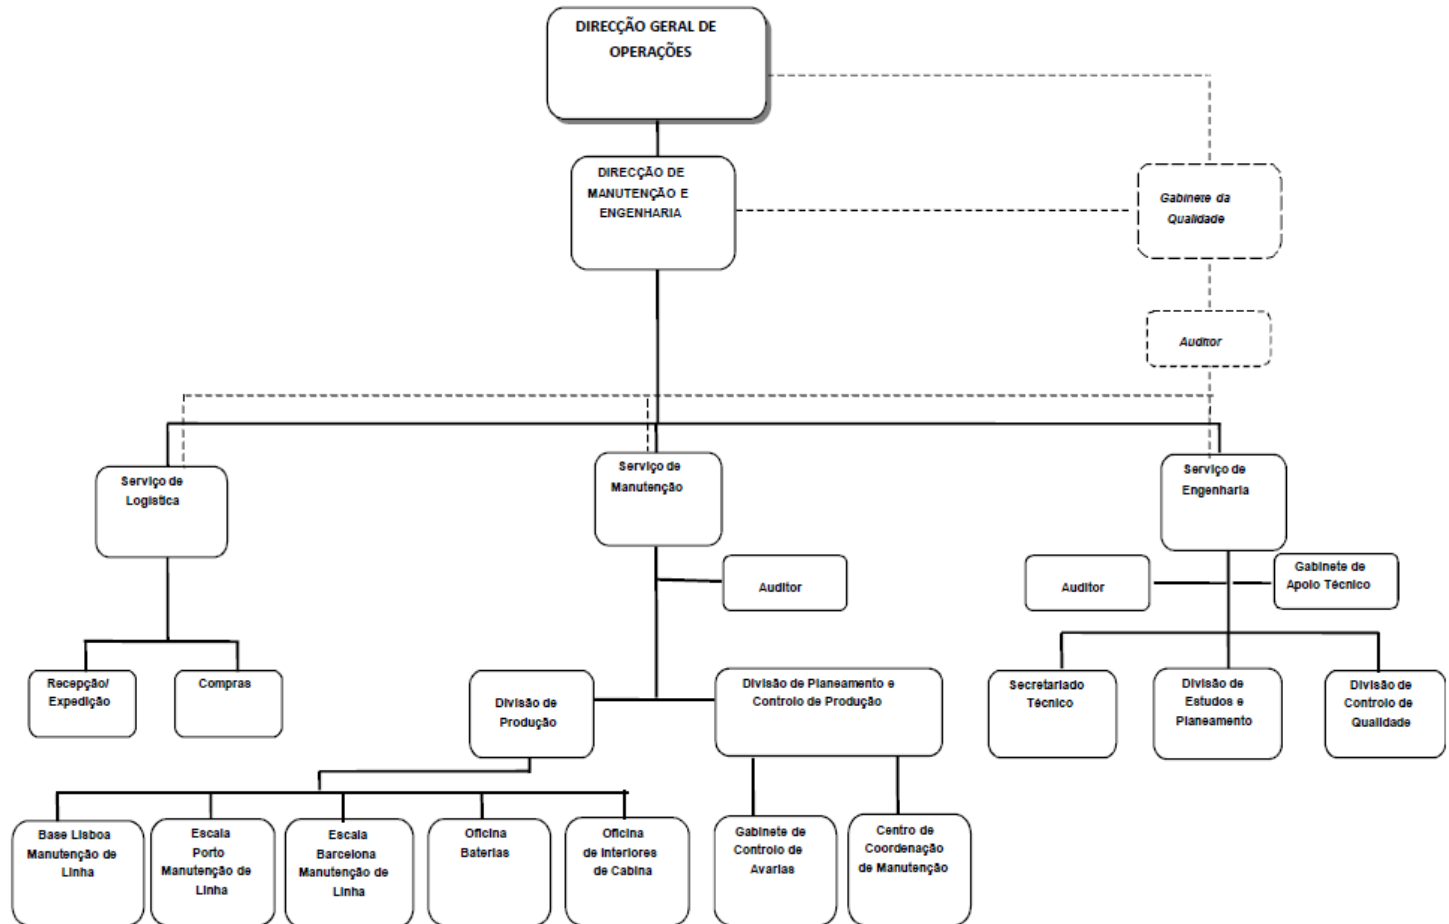 DIRECÇÃO GERAL DE
OPERAÇÕES
DIRECÇÃO DE
MANUTENÇÃO E
ENGENHARIA
Gabinete da
Qualidade
Auditor
Serviço de
Logística
Serviço de
Manutenção
Serviço de
Engenharia
Auditor
Auditor
Gabinete de
Apoio Técnico
Recepção/
Expedição
Compras
Divisão de
Produção
Divisão de Planeamento e
Controlo de Produção
Secretariado
Técnico
Divisão de
Estudos e
Planeamento
Divisão de
Controlo de
Qualidade
Base Lisboa
Manutenção de
Linha
Escala
Porto
Manutenção de
Linha
Escala
Barcelona
Manutenção de
Linha
Oficina
Baterias
Oficina
de Interiores
de Cabina
Gabinete de
Controlo de
Avarias
Centro de
Coordenação
de Manutenção